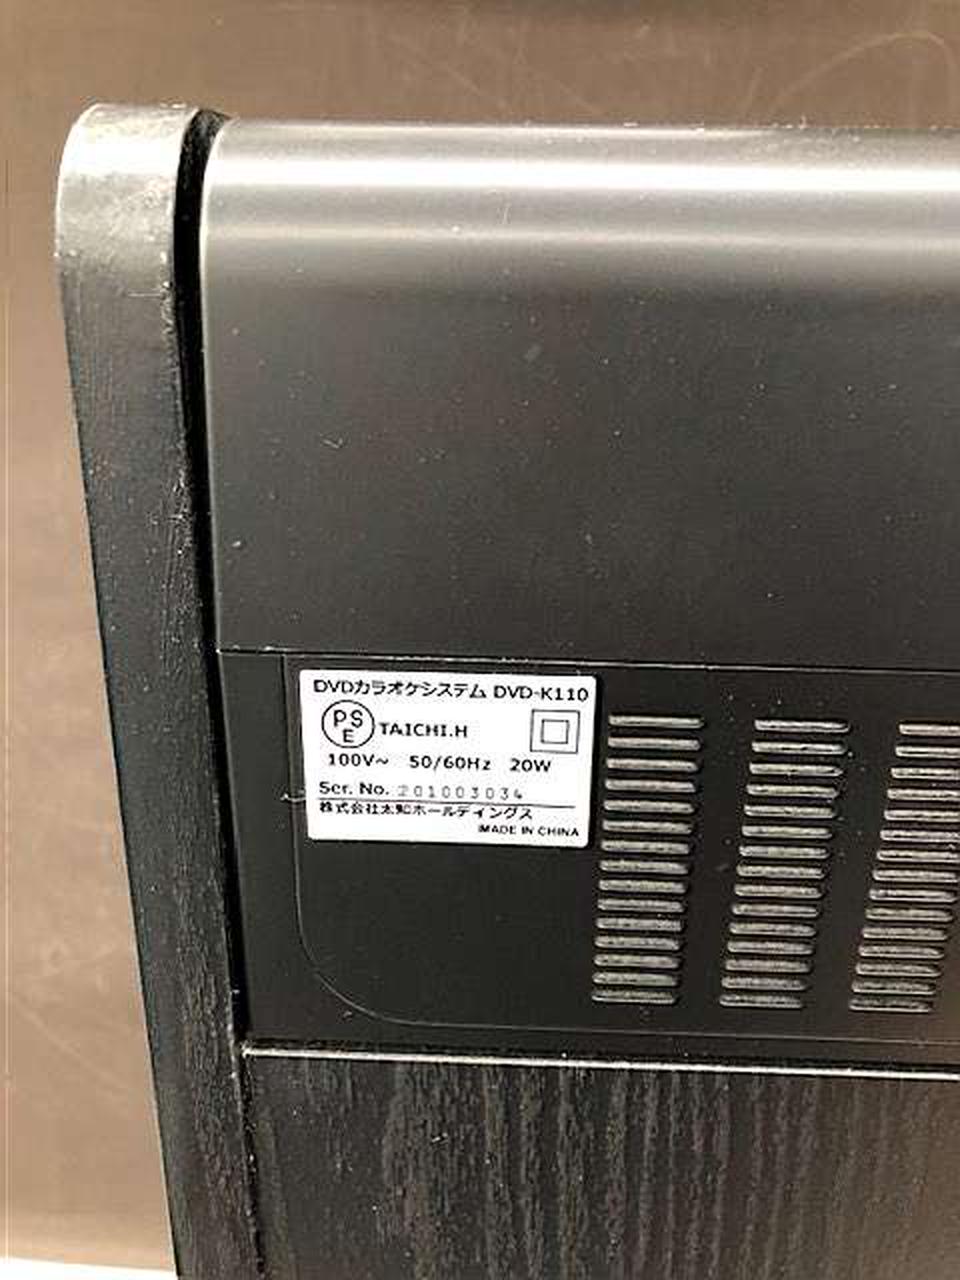 DVDカラオケシステム DVD-K110
PS
E
TAICHI.H
100V~ 50/60Hz 20W
Ser. No. 201003034
株式会社太知ホールディングス
MADE IN CHINA